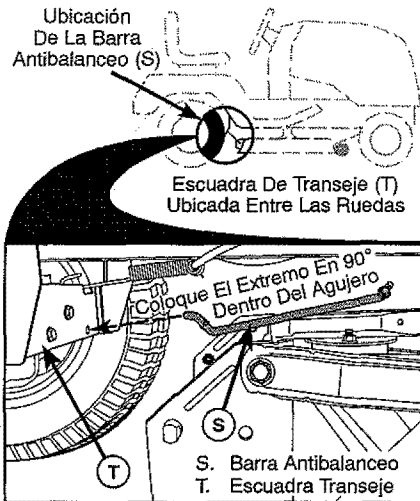 Ubicación
De La Barra
Antibalanceo (S)
Escuadra De Transeje (T)
Ubicada Entre Las Ruedas
Coloque El Extremo En 90°
Dentro Del Agujero
T
S
S. Barra Antibalanceo
T. Escuadra Transeje